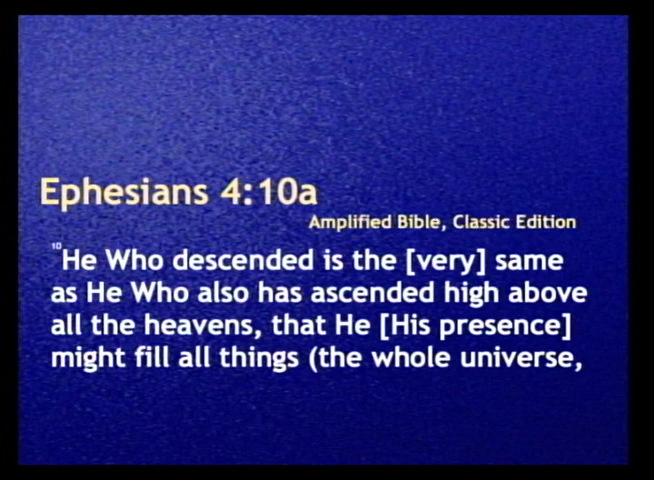 Ephesians 4:10a
Amplified Bible, Classic Edition
10He Who descended is the [very] same
as He Who also has ascended high above
all the heavens, that He [His presence]
might fill all things (the whole universe,